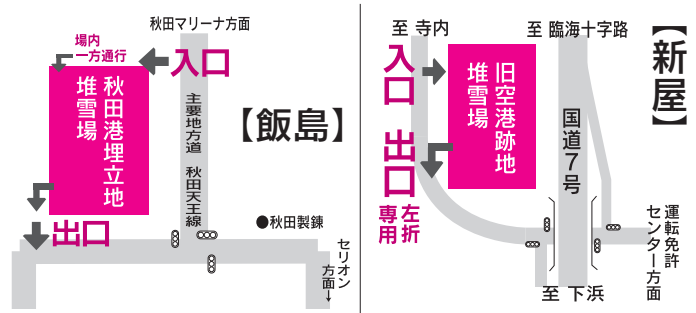 秋田マリーナ方面
場内
一方通行
入口
秋田港埋立地
堆雪場
主要地方道 秋田天王線
【飯島】
出口
●秋田製錬
セリオン
方面→
至 寺内
至 臨海十字路
【新屋】
入口
旧空港跡地
堆雪場
出口
国道7号
左折
専用
運転免許
センター方面
至 下浜